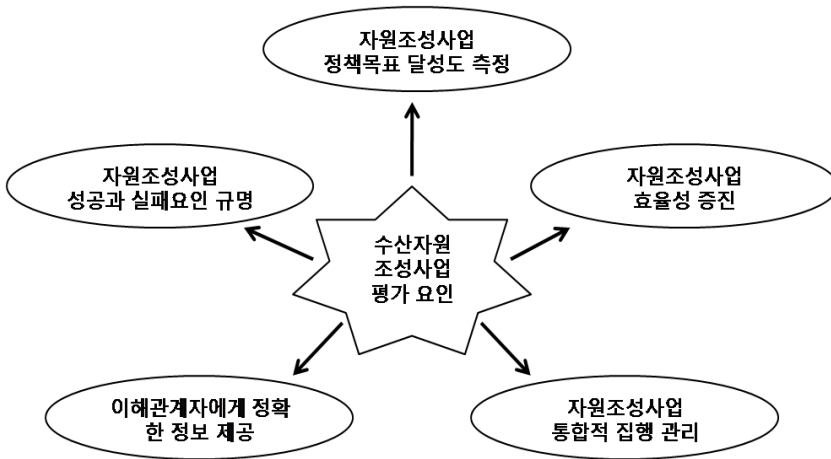 자원조성사업
정책목표 달성도 측정
자원조성사업
성공과 실패요인 규명
자원조성사업
효율성 증진
수산자원
조성사업
평가 요인
이해관계자에게 정확
한 정보 제공
자원조성사업
통합적 집행 관리